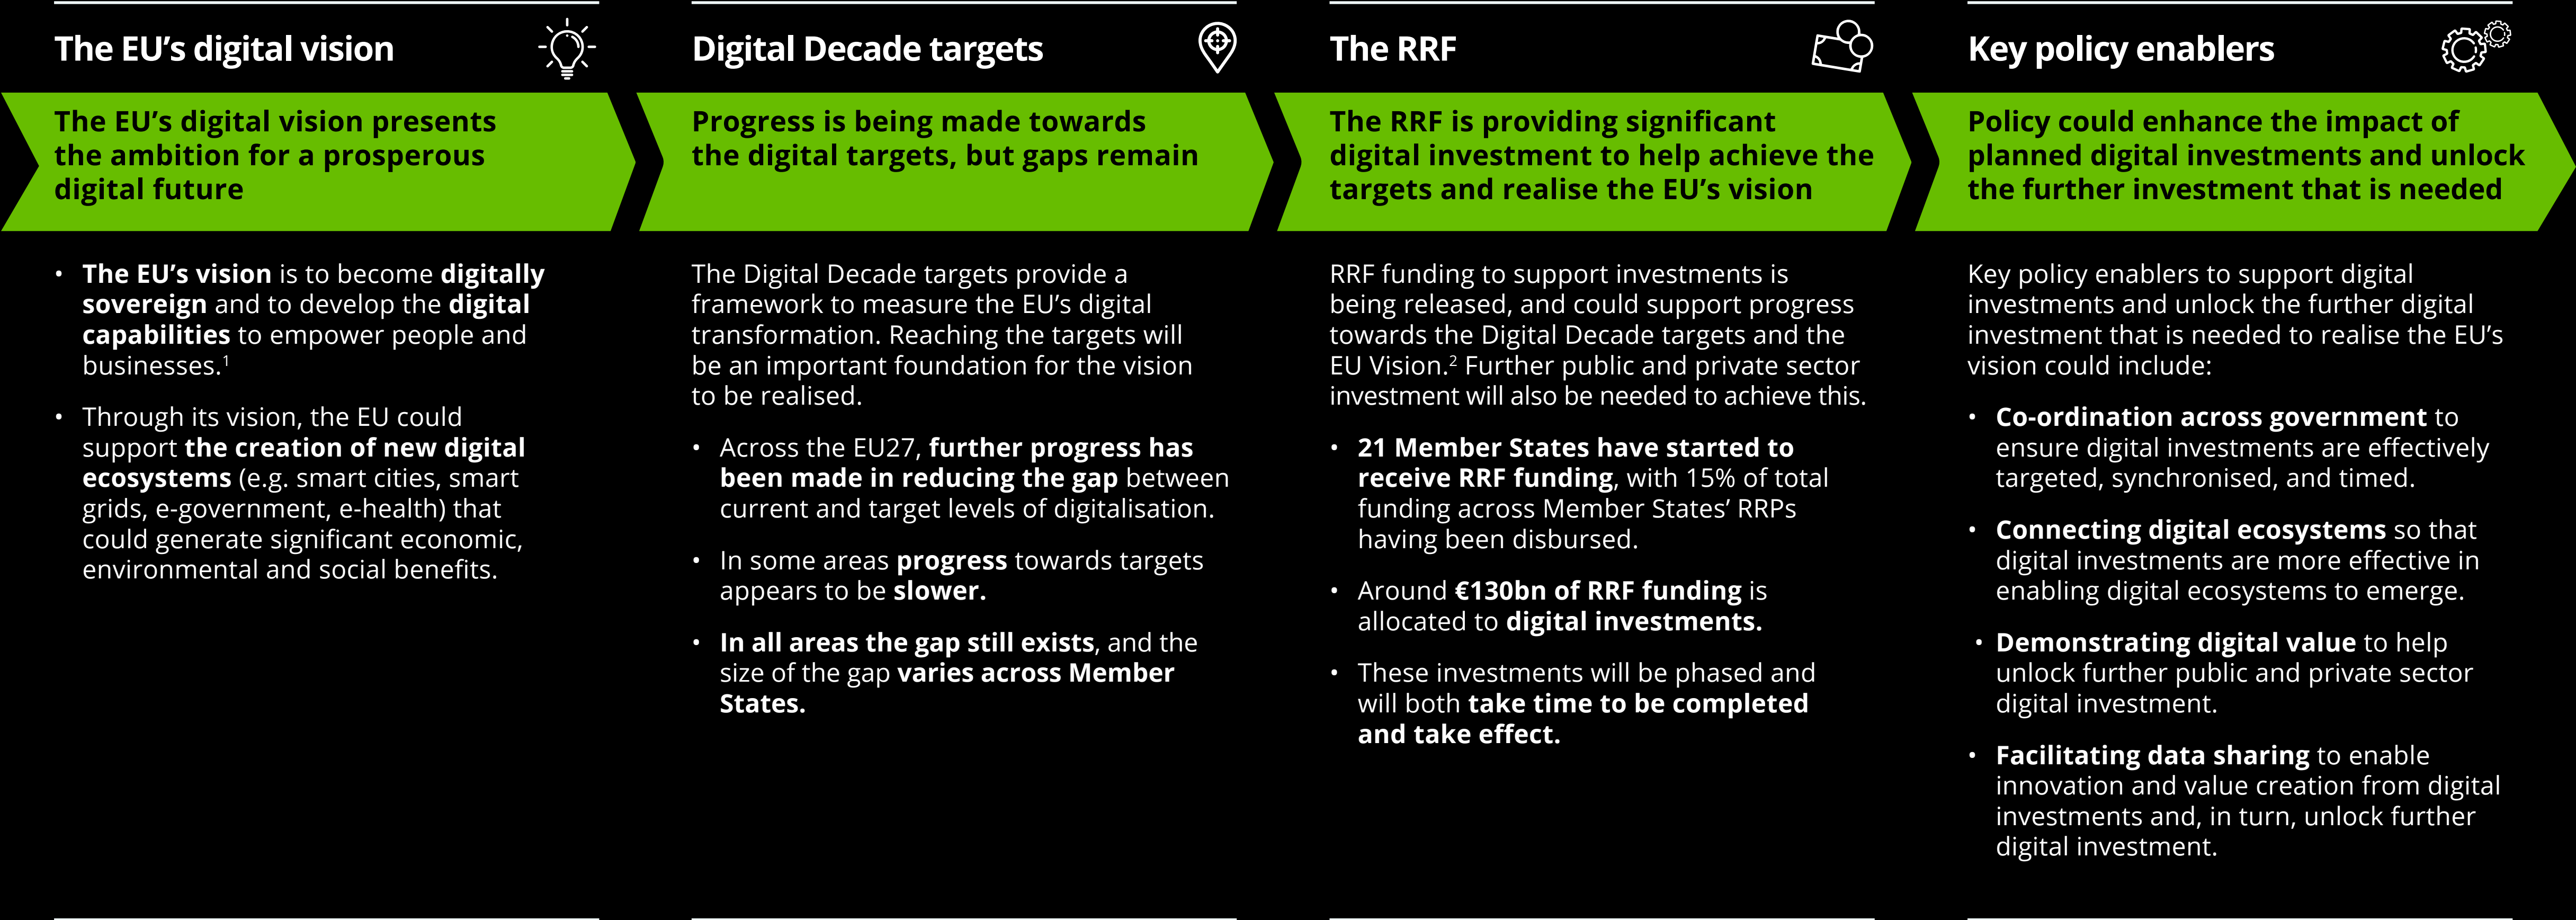 The EU’s digital vision
The EU’s digital vision presents
the ambition for a prosperous
digital future
• The EU’s vision is to become digitally
sovereign and to develop the digital
capabilities to empower people and
businesses.1
• Through its vision, the EU could
support the creation of new digital
ecosystems (e.g. smart cities, smart
grids, e-government, e-health) that
could generate significant economic,
environmental and social benefits.
Digital Decade targets
Progress is being made towards
the digital targets, but gaps remain
The Digital Decade targets provide a
framework to measure the EU’s digital
transformation. Reaching the targets will
be an important foundation for the vision
to be realised.
• Across the EU27, further progress has
been made in reducing the gap between
current and target levels of digitalisation.
• In some areas progress towards targets
appears to be slower.
• In all areas the gap still exists, and the
size of the gap varies across Member
States.
The RRF
The RRF is providing significant
digital investment to help achieve the
targets and realise the EU’s vision
RRF funding to support investments is
being released, and could support progress
towards the Digital Decade targets and the
EU Vision.2 Further public and private sector
investment will also be needed to achieve this.
• 21 Member States have started to
receive RRF funding, with 15% of total
funding across Member States’ RRPs
having been disbursed.
• Around €130bn of RRF funding is
allocated to digital investments.
• These investments will be phased and
will both take time to be completed
and take effect.
Key policy enablers
Policy could enhance the impact of
planned digital investments and unlock
the further investment that is needed
Key policy enablers to support digital
investments and unlock the further digital
investment that is needed to realise the EU’s
vision could include:
• Co-ordination across government to
ensure digital investments are effectively
targeted, synchronised, and timed.
• Connecting digital ecosystems so that
digital investments are more effective in
enabling digital ecosystems to emerge.
• Demonstrating digital value to help
unlock further public and private sector
digital investment.
• Facilitating data sharing to enable
innovation and value creation from digital
investments and, in turn, unlock further
digital investment.